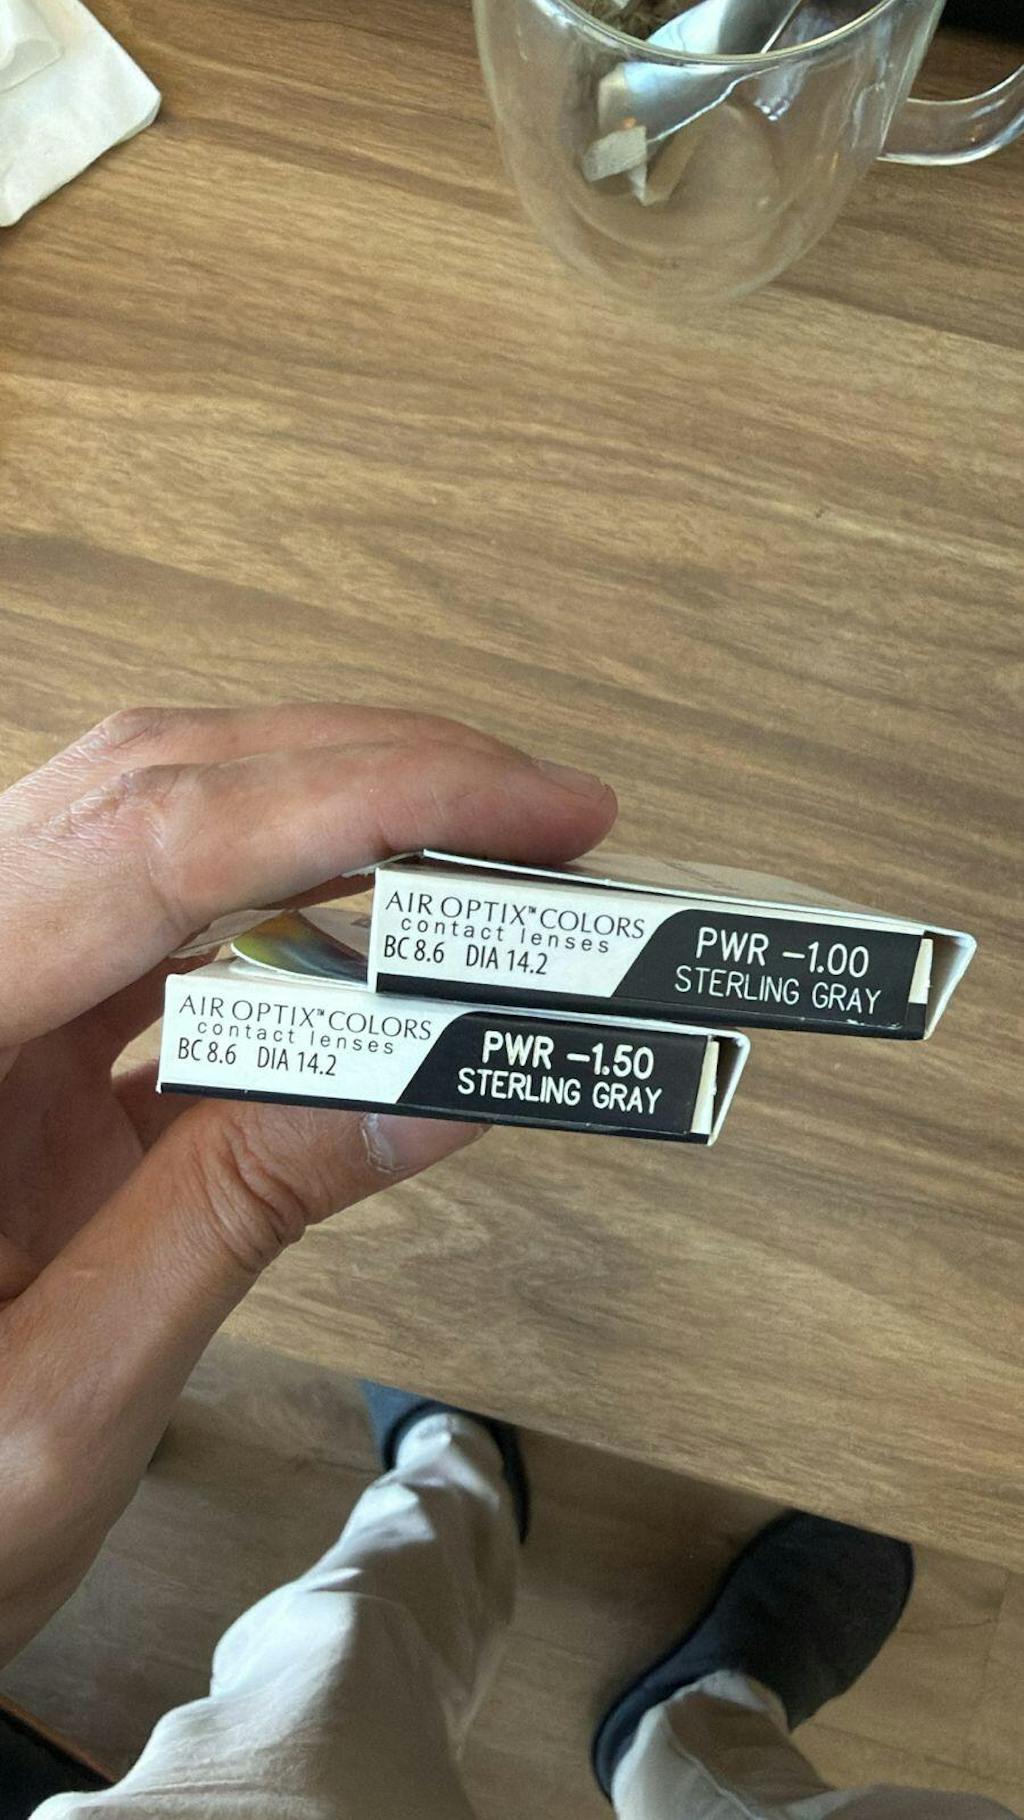 AIR OPTIX™ COLORS
contact lenses
BC 8.6 DIA 14.2
PWR -1.00
STERLING GRAY
AIR OPTIX™ COLORS
contact lenses
BC 8.6 DIA 14.2
PWR -1.50
STERLING GRAY